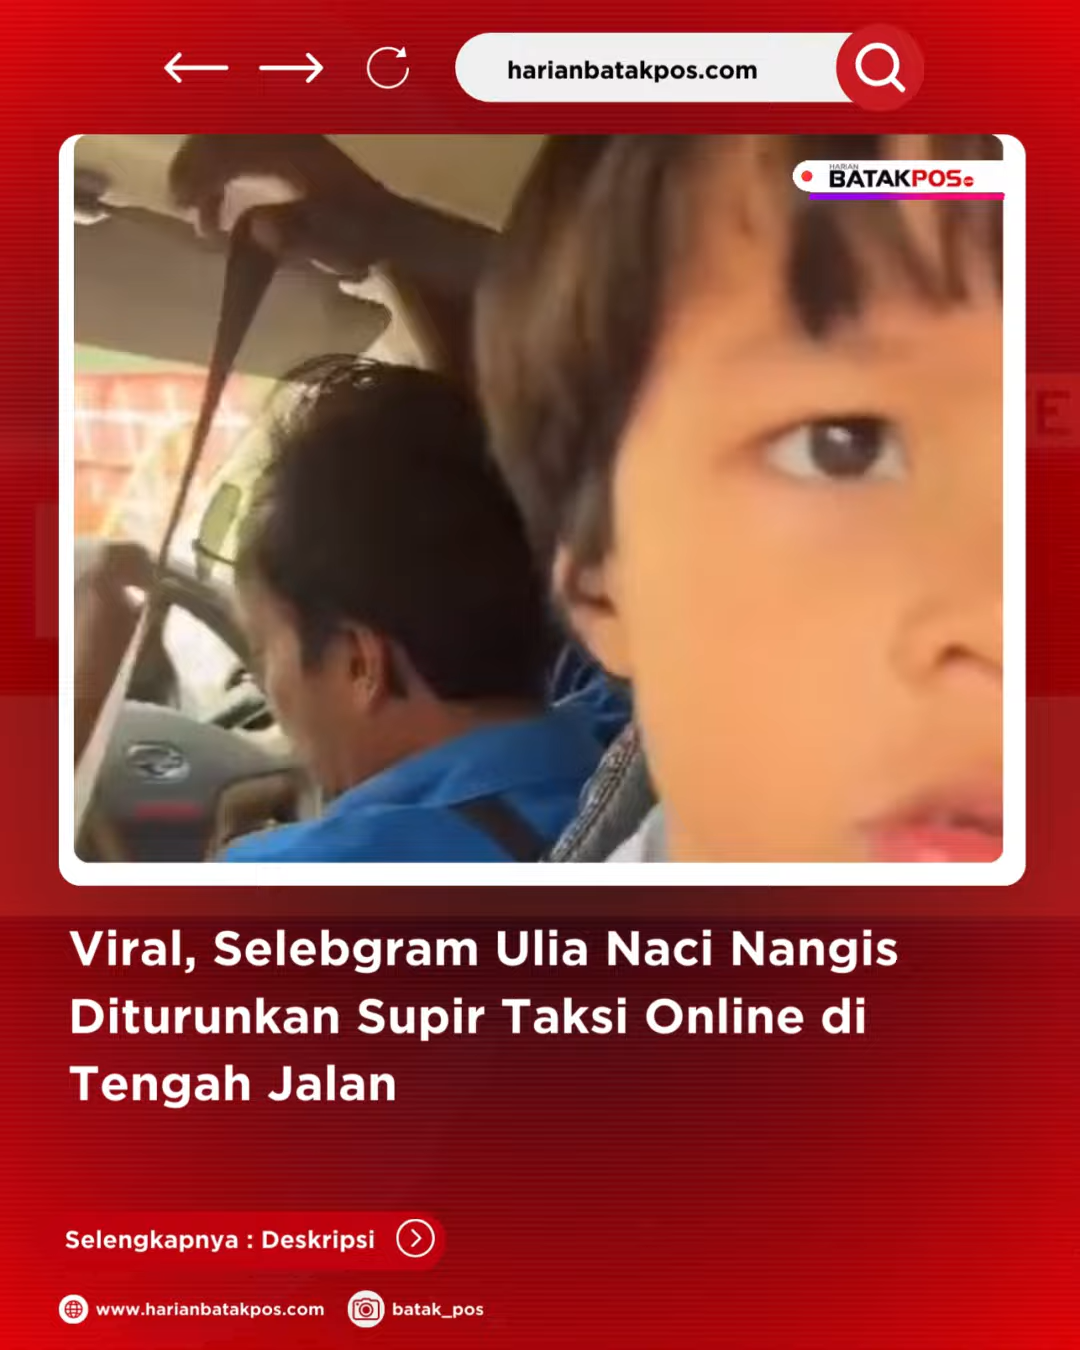 harianbatakpos.com
HARIAN
BATAKPOS
Viral, Selebgram Ulia Naci Nangis
Diturunkan Supir Taksi Online di
Tengah Jalan
Selengkapnya : Deskripsi
www.harianbatakpos.com batak_pos